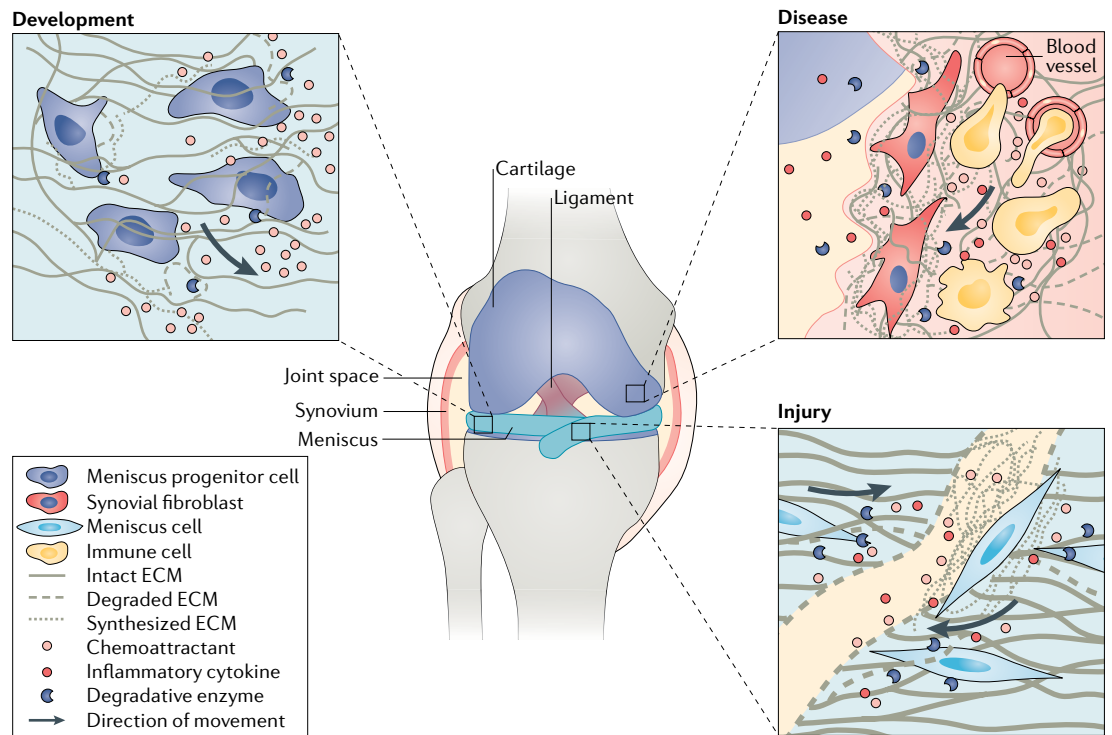 Development
Disease
Blood
vessel
Cartilage
Ligament
Joint space
Synovium
Meniscus
Injury
Meniscus progenitor cell
Synovial fibroblast
Meniscus cell
Immune cell
Intact ECM
Degraded ECM
Synthesized ECM
Chemoattractant
Inflammatory cytokine
Degradative enzyme
Direction of movement